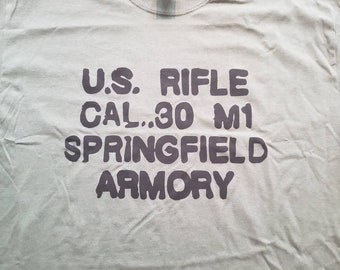 U.S. RIFLE
CAL..30 M1
SPRINGFIELD
ARMORY